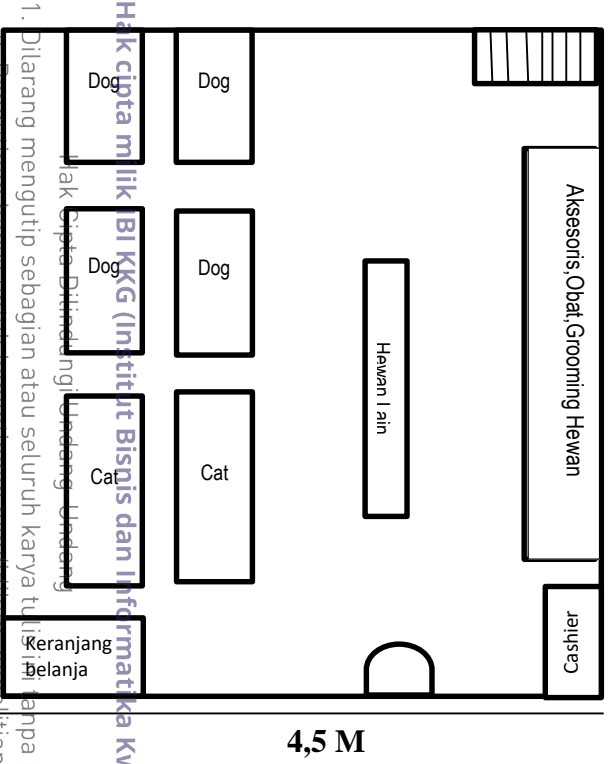 Dog
Dog
Dog
Dog
Cat
Cat
Keranjang
belanja
Hewan Lain
Aksesoris,Obat,Grooming Hewan
Cashier
4,5 M
Hak cipta milik IBI KKG (Institut Bisnis dan Informatika Kw
Hak Cipta Dilindungi Undang-Undang
1. Dilarang mengutip sebagian atau seluruh karya tulis ini tanpa